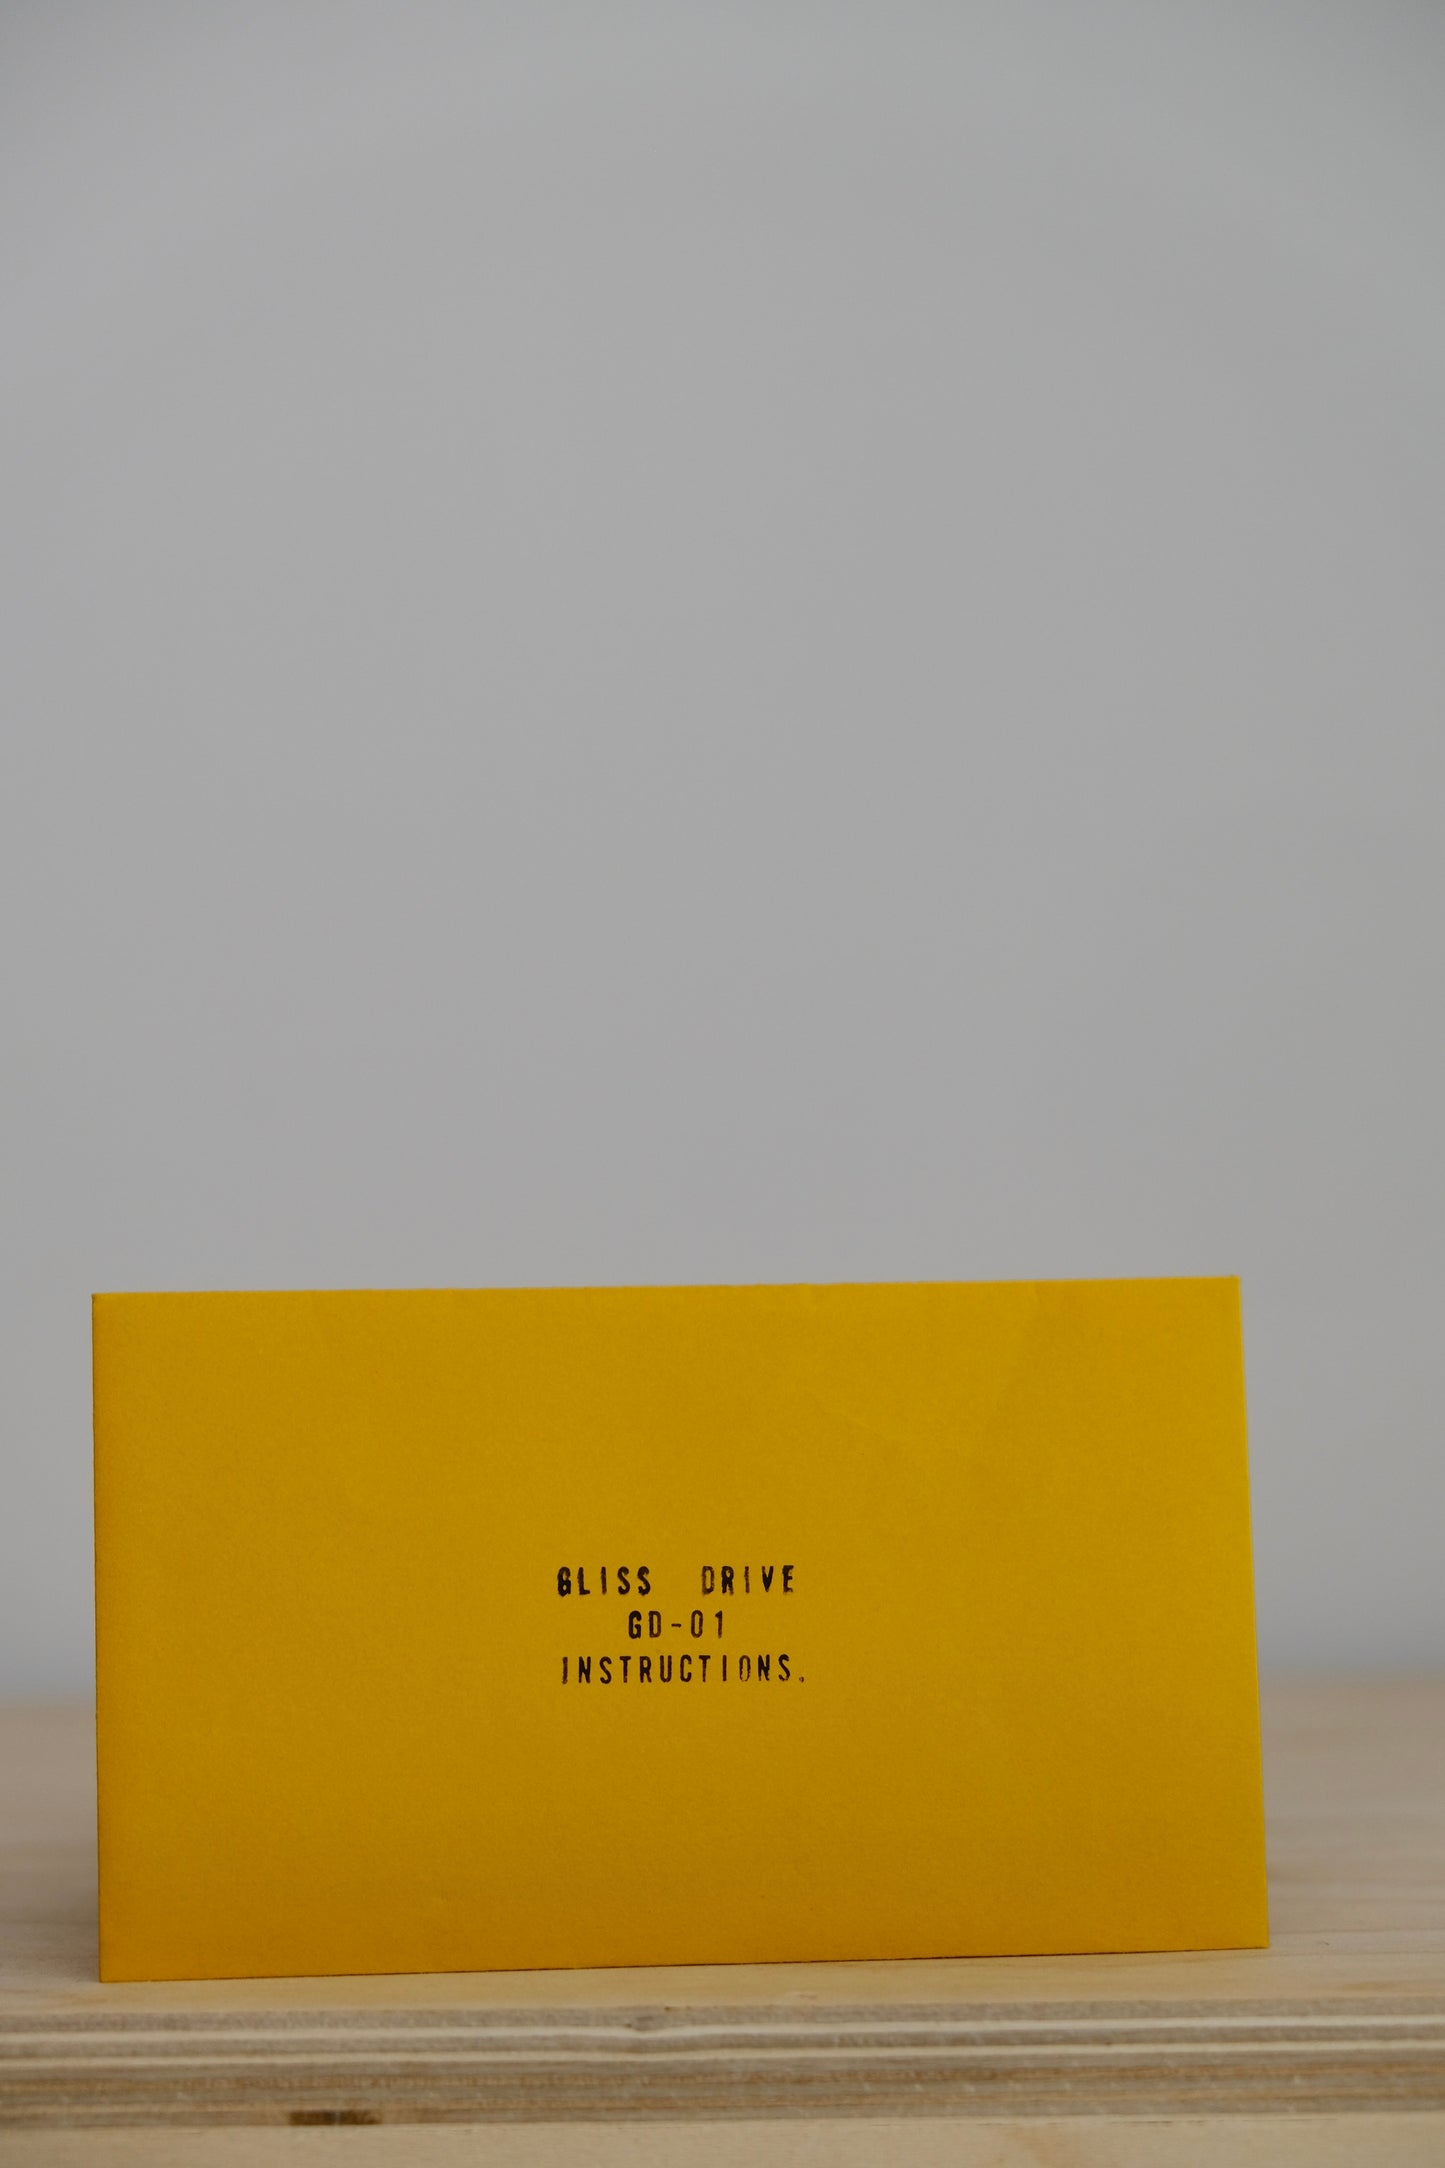 GLISS DRIVE
GD-01
INSTRUCTIONS.